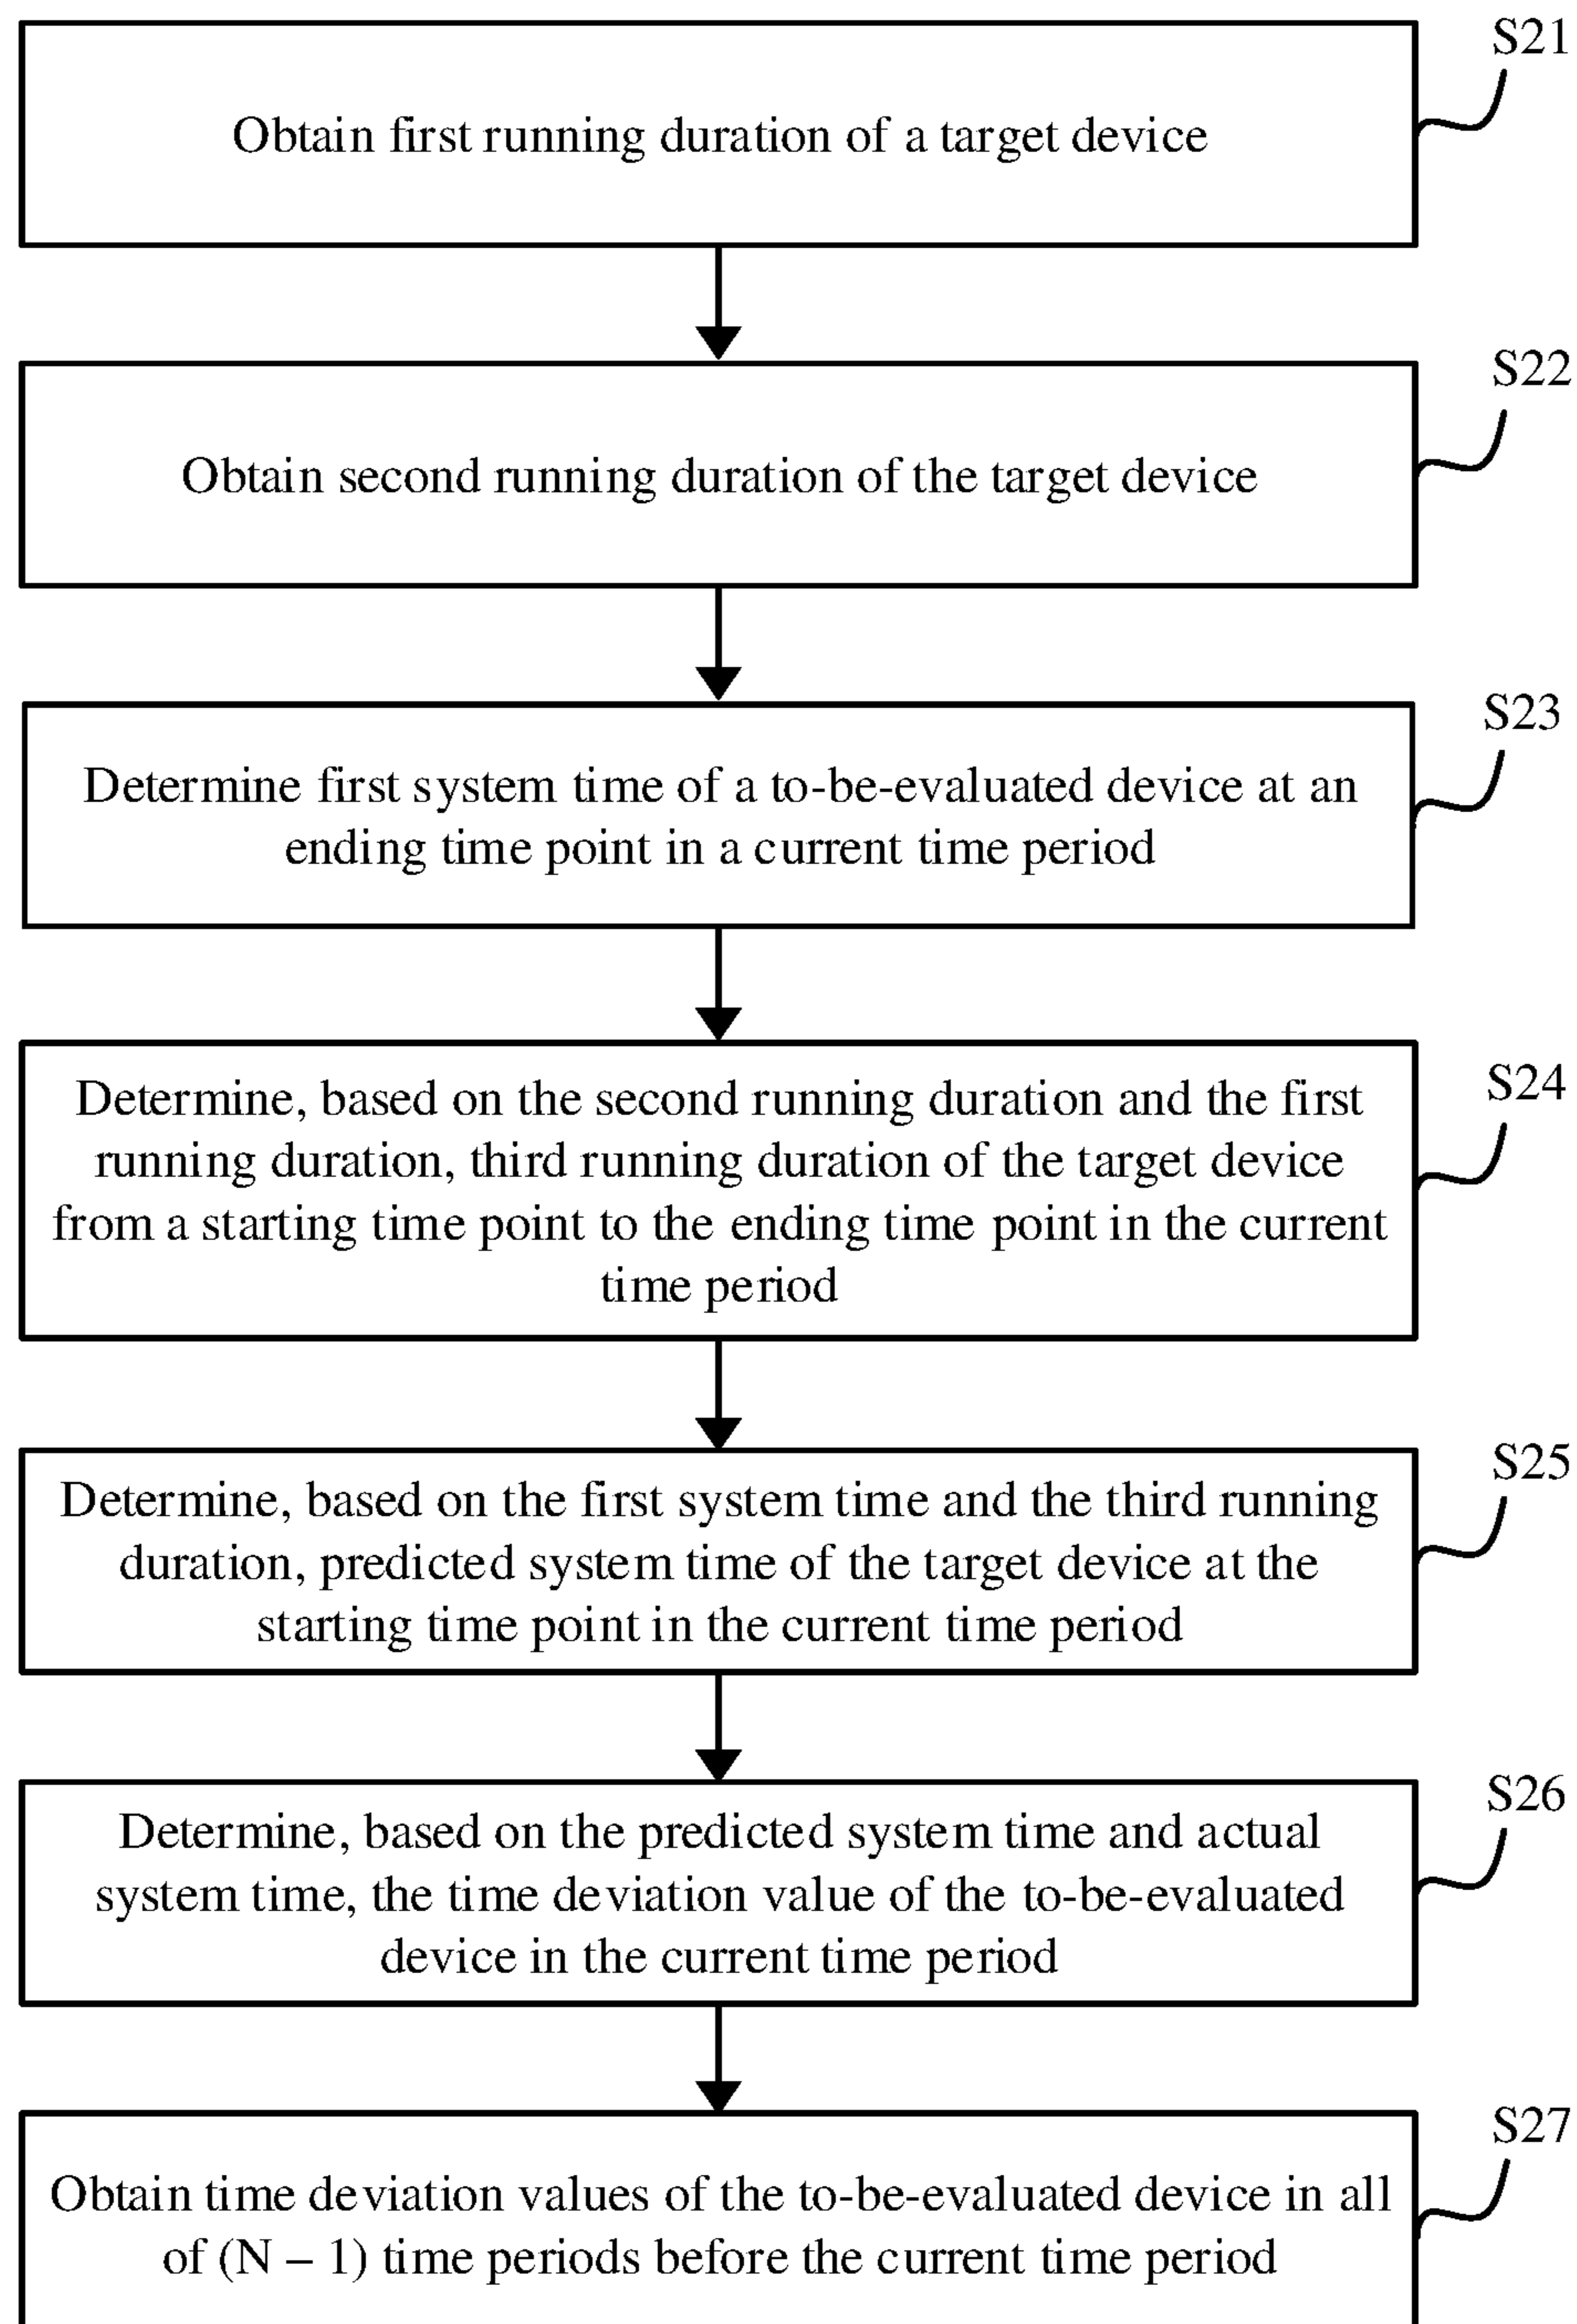 S21
Obtain first running duration of a target device
S22
Obtain second running duration of the target device
S23
Determine first system time of a to-be-evaluated device at an
ending time point in a current time period
S24
Determine, based on the second running duration and the first
running duration, third running duration of the target device
from a starting time point to the ending time point in the current
time period
S25
Determine, based on the first system time and the third running
duration, predicted system time of the target device at the
starting time point in the current time period
S26
Determine, based on the predicted system time and actual
system time, the time deviation value of the to-be-evaluated
device in the current time period
S27
Obtain time deviation values of the to-be-evaluated device in all
of (N – 1) time periods before the current time period